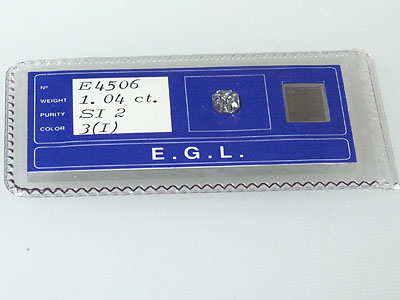 Nº E4506
WEIGHT 1.04 ct.
PURITY SI 2
COLOR 3(I)
E.G.L.